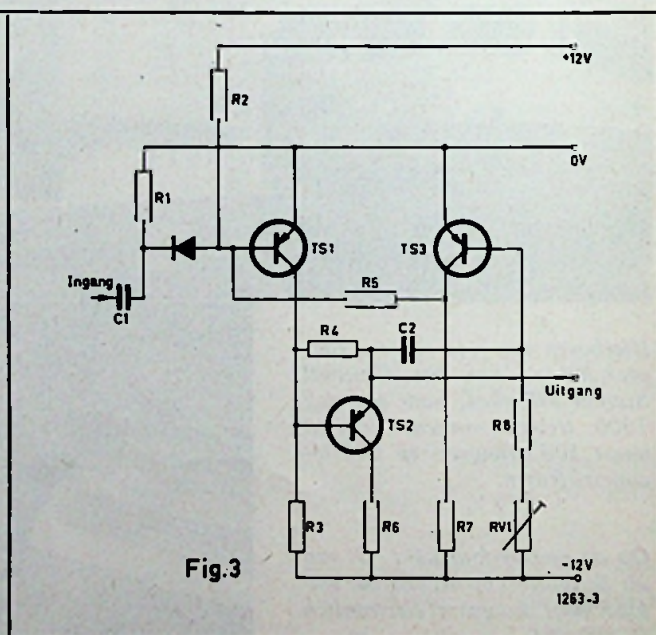 +12V
R2
0V
R1
TS1
TS3
Ingang
C1
R5
R4
C2
Uitgang
TS2
R8
R3
R6
R7
RV1
-12V
Fig.3
1263-3